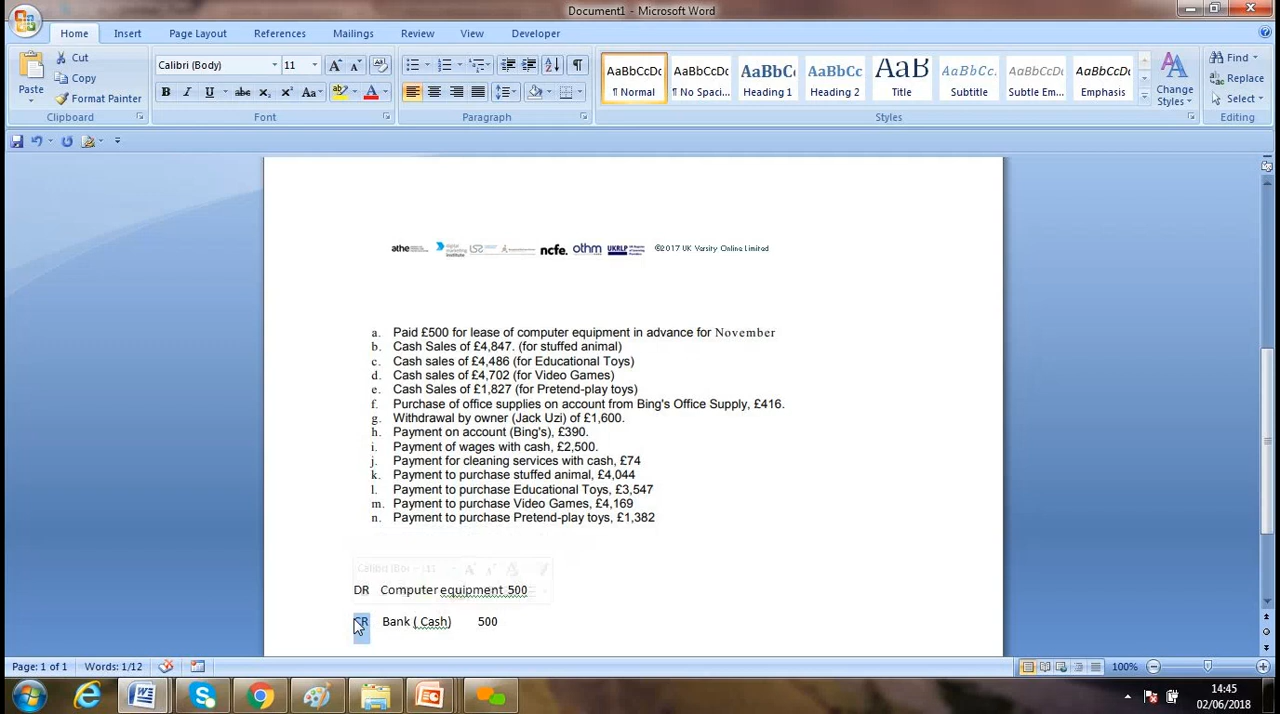 Document1 - Microsoft Word
Home Insert Page Layout References Mailings Review View Developer
Paste
Cut
Copy
Format Painter
Clipboard
Calibri (Body) 11
Font
Paragraph
AaBbCcDc AaBbCcDc AaBbCc AaBbCc AaB AaBbCc. AaBbCcDc AaBbCcDc
¶ Normal ¶ No Spaci... Heading 1 Heading 2 Title Subtitle Subtle Em... Emphasis
Change Styles
Styles
Find
Replace
Select
Editing
athe digital marketing institute ncfe. othm UKRLP ©2017 UK Versity Online Limited
a. Paid £500 for lease of computer equipment in advance for November
b. Cash Sales of £4,847. (for stuffed animal)
c. Cash sales of £4,486 (for Educational Toys)
d. Cash sales of £4,702 (for Video Games)
e. Cash Sales of £1,827 (for Pretend-play toys)
f. Purchase of office supplies on account from Bing's Office Supply, £416.
g. Withdrawal by owner (Jack Uzi) of £1,600.
h. Payment on account (Bing's), £390.
i. Payment of wages with cash, £2,500.
j. Payment for cleaning services with cash, £74
k. Payment to purchase stuffed animal, £4,044
l. Payment to purchase Educational Toys, £3,547
m. Payment to purchase Video Games, £4,169
n. Payment to purchase Pretend-play toys, £1,382
DR Computer equipment 500
CR Bank ( Cash) 500
Page: 1 of 1 Words: 1/12 100%
14:45
02/06/2018